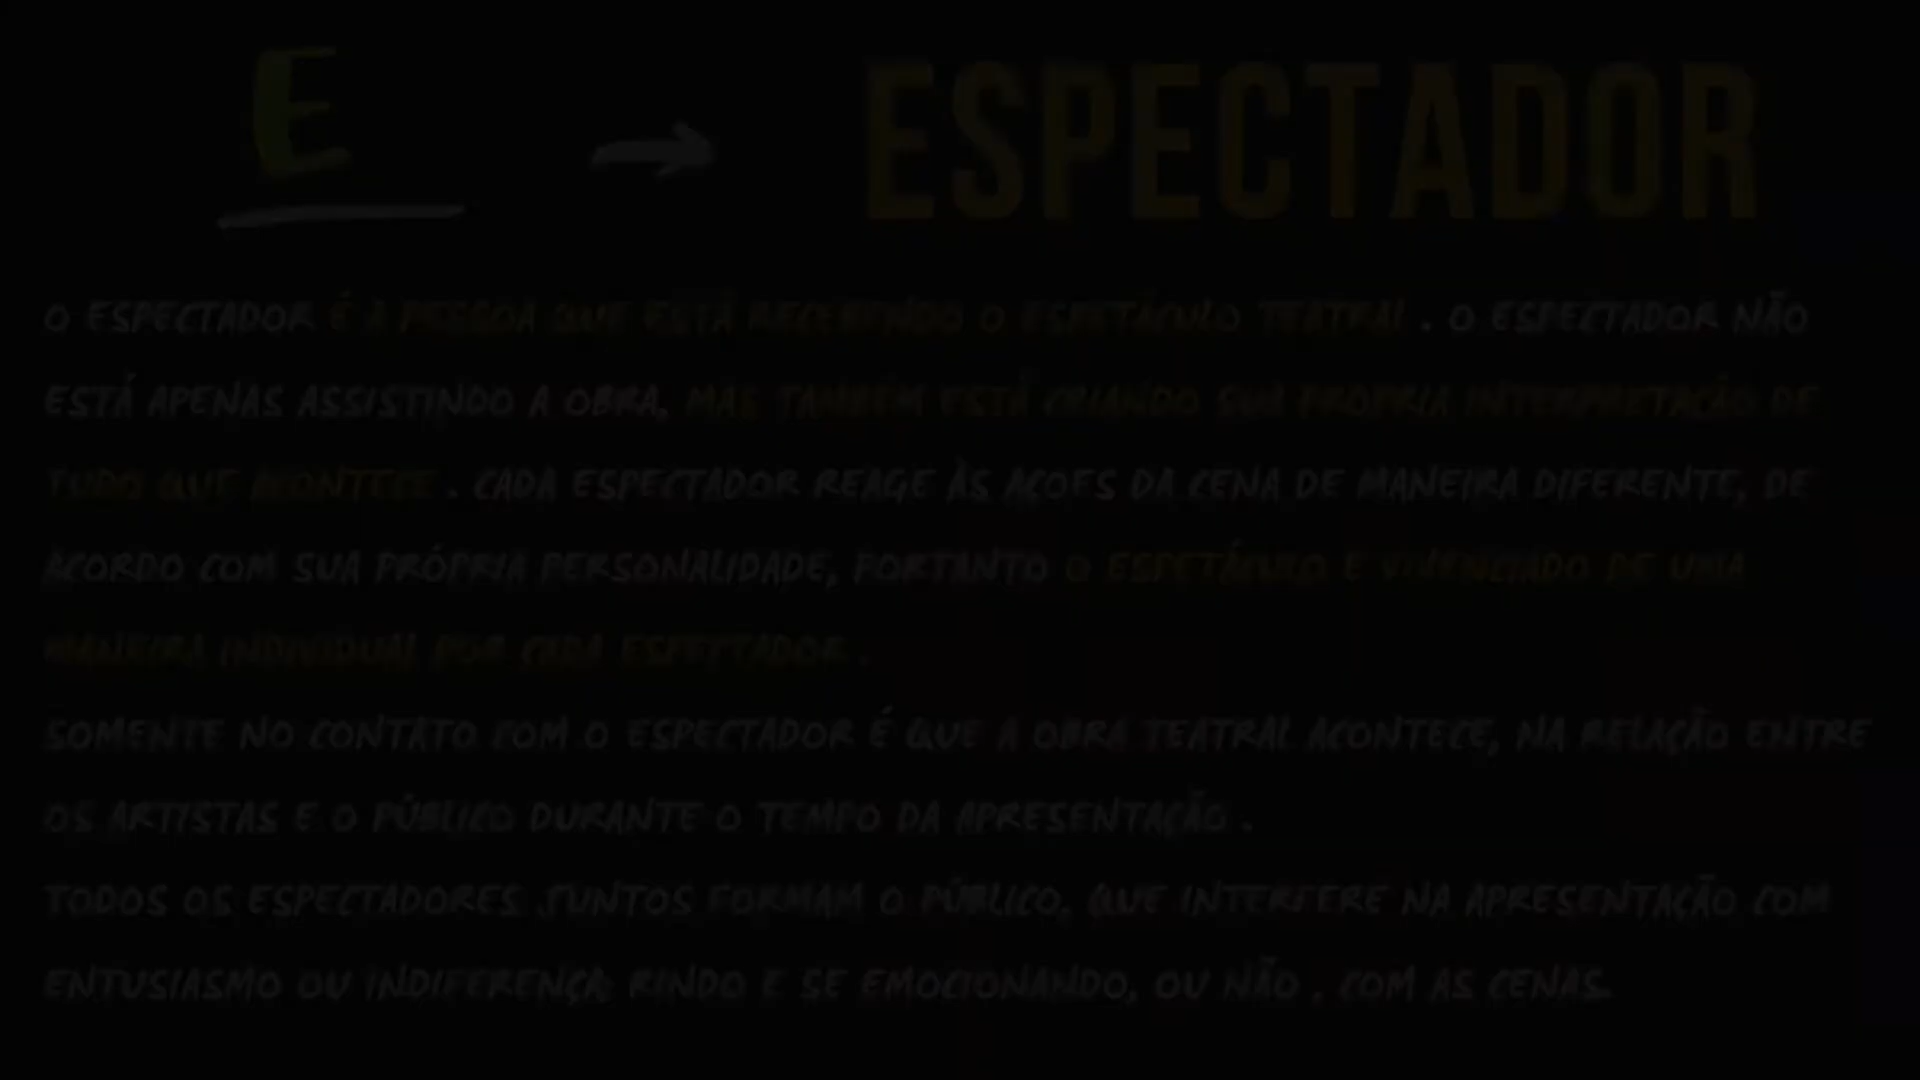 E → ESPECTADOR
O ESPECTADOR É A PESSOA QUE ESTÁ RECEBENDO O ESPETÁCULO TEATRAL. O ESPECTADOR NÃO
ESTÁ APENAS ASSISTINDO A OBRA, MAS TAMBÉM ESTÁ CRIANDO SUA PRÓPRIA INTERPRETAÇÃO DE
TUDO QUE ACONTECE. CADA ESPECTADOR REAGE ÀS AÇOES DA CENA DE MANEIRA DIFERENTE, DE
ACORDO COM SUA PRÓPRIA PERSONALIDADE, PORTANTO O ESPETÁCULO E VIVENCIADO DE UMA
MANEIRA INDIVIDUAL POR CADA ESPECTADOR.
SOMENTE NO CONTATO COM O ESPECTADOR É QUE A OBRA TEATRAL ACONTECE, NA RELAÇÃO ENTRE
OS ARTISTAS E O PÚBLICO DURANTE O TEMPO DA APRESENTAÇÃO.
TODOS OS ESPECTADORES JUNTOS FORMAM O PÚBLICO, QUE INTERFERE NA APRESENTAÇÃO COM
ENTUSIASMO OU INDIFERENÇA, RINDO E SE EMOCIONANDO, OU NÃO, COM AS CENAS.